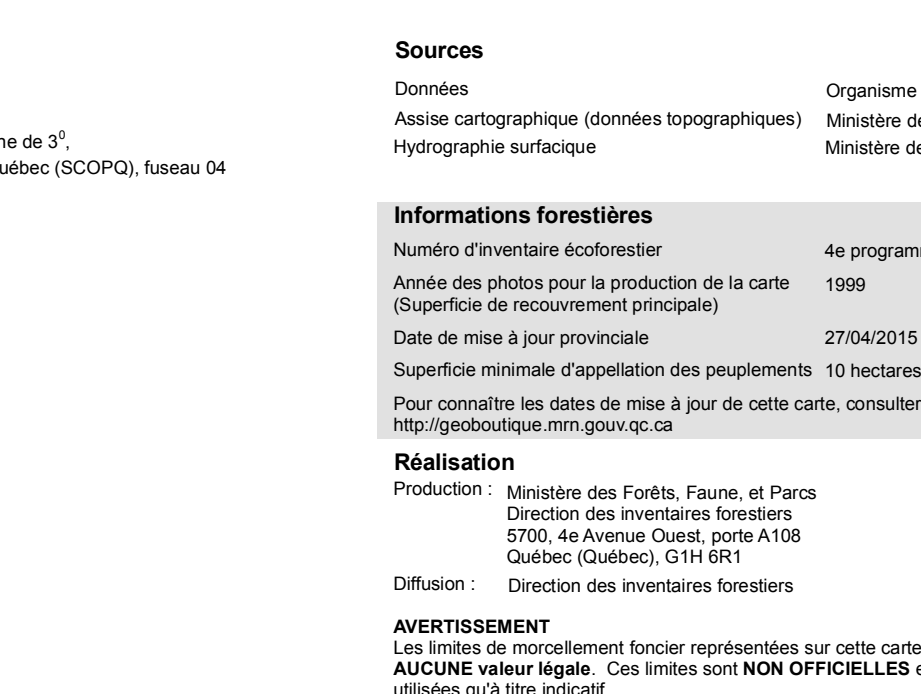 ne de 3⁰,
uébec (SCOPQ), fuseau 04
Sources
Données Organisme
Assise cartographique (données topographiques) Ministère de
Hydrographie surfacique Ministère de
Informations forestières
Numéro d'inventaire écoforestier 4e program
Année des photos pour la production de la carte 1999
(Superficie de recouvrement principale)
Date de mise à jour provinciale 27/04/2015
Superficie minimale d'appellation des peuplements 10 hectares
Pour connaître les dates de mise à jour de cette carte, consulter
http://geoboutique.mrn.gouv.qc.ca
Réalisation
Production : Ministère des Forêts, Faune, et Parcs
Direction des inventaires forestiers
5700, 4e Avenue Ouest, porte A108
Québec (Québec), G1H 6R1
Diffusion : Direction des inventaires forestiers
AVERTISSEMENT
Les limites de morcellement foncier représentées sur cette carte
AUCUNE valeur légale. Ces limites sont NON OFFICIELLES e
utilisées qu'à titre indicatif